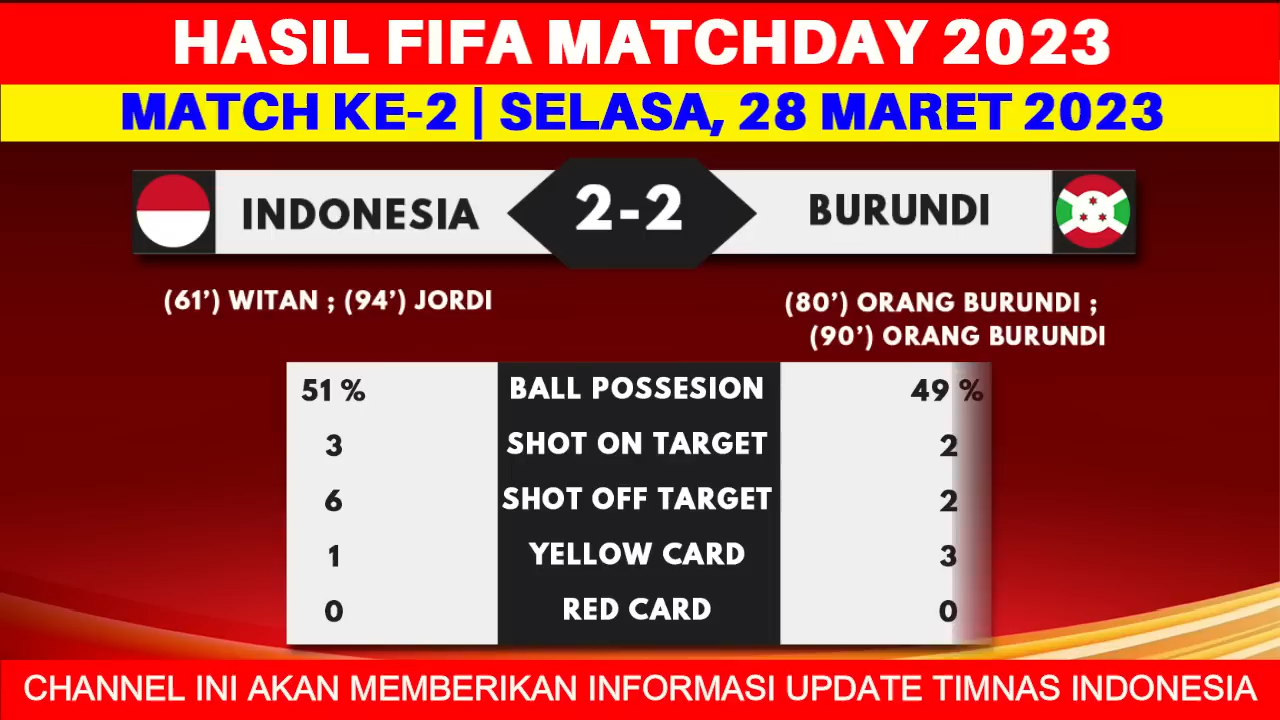 HASIL FIFA MATCHDAY 2023
MATCH KE-2 | SELASA, 28 MARET 2023
INDONESIA 2-2 BURUNDI
(61’) WITAN ; (94’) JORDI
(80’) ORANG BURUNDI ;
(90’) ORANG BURUNDI
51 % BALL POSSESION 49 %
3 SHOT ON TARGET 2
6 SHOT OFF TARGET 2
1 YELLOW CARD 3
0 RED CARD 0
CHANNEL INI AKAN MEMBERIKAN INFORMASI UPDATE TIMNAS INDONESIA